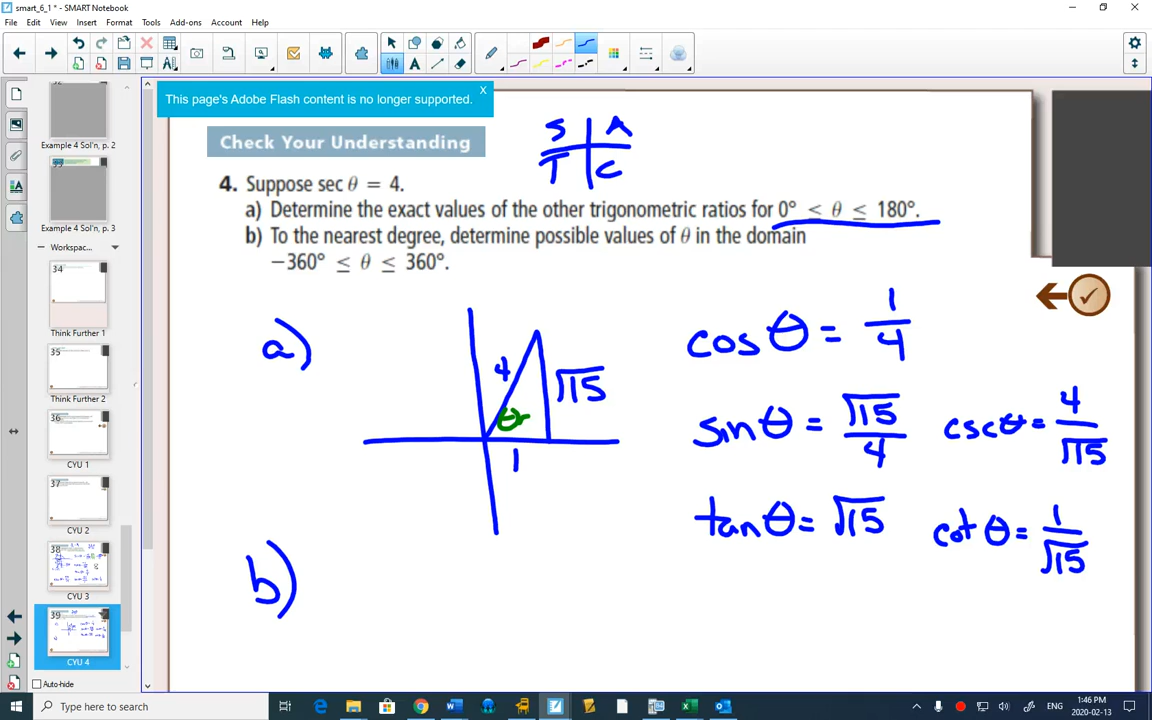 smart_6_1 * - SMART Notebook
File Edit View Insert Format Tools Add-ons Account Help
This page's Adobe Flash content is no longer supported. X
Example 4 Sol'n, p. 2
Example 4 Sol'n, p. 3
Workspac...
34
Think Further 1
35
Think Further 2
36
CYU 1
37
CYU 2
38
CYU 3
39
CYU 4
Auto-hide
Check Your Understanding
S A
T C
4. Suppose sec θ = 4.
a) Determine the exact values of the other trigonometric ratios for 0° ≤ θ ≤ 180°.
b) To the nearest degree, determine possible values of θ in the domain
−360° ≤ θ ≤ 360°.
a)
4 √15
θ
1
cos θ = 1/4
sin θ = √15/4 csc θ = 4/√15
tan θ = √15 cot θ = 1/√15
b)
Type here to search
ENG
1:46 PM
2020-02-13